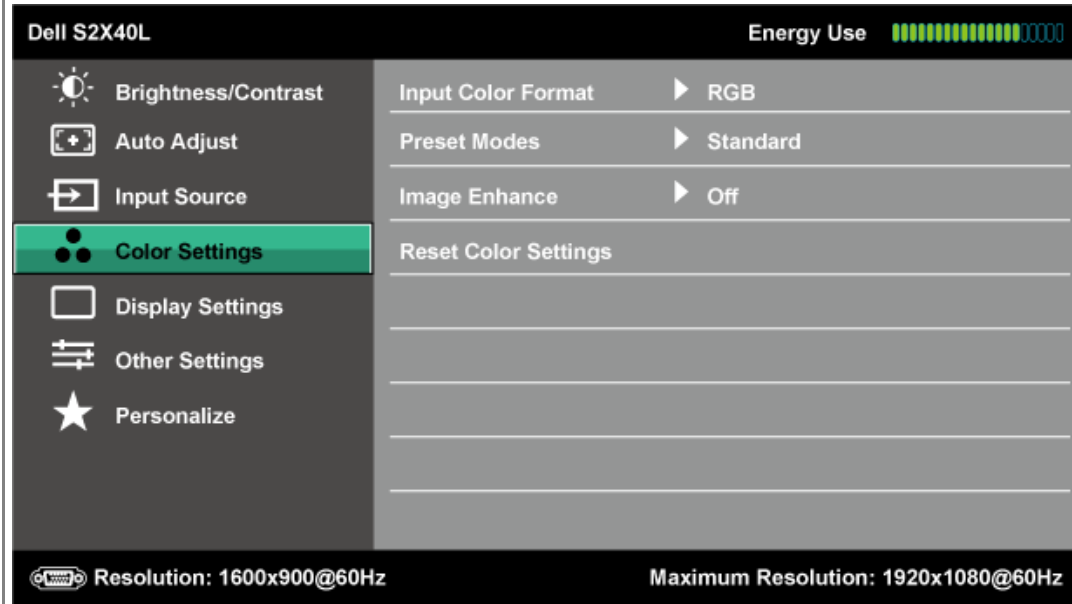 Dell S2X40L Energy Use
Brightness/Contrast
Auto Adjust
Input Source
Color Settings
Display Settings
Other Settings
Personalize
Input Color Format RGB
Preset Modes Standard
Image Enhance Off
Reset Color Settings
Resolution: 1600x900@60Hz Maximum Resolution: 1920x1080@60Hz